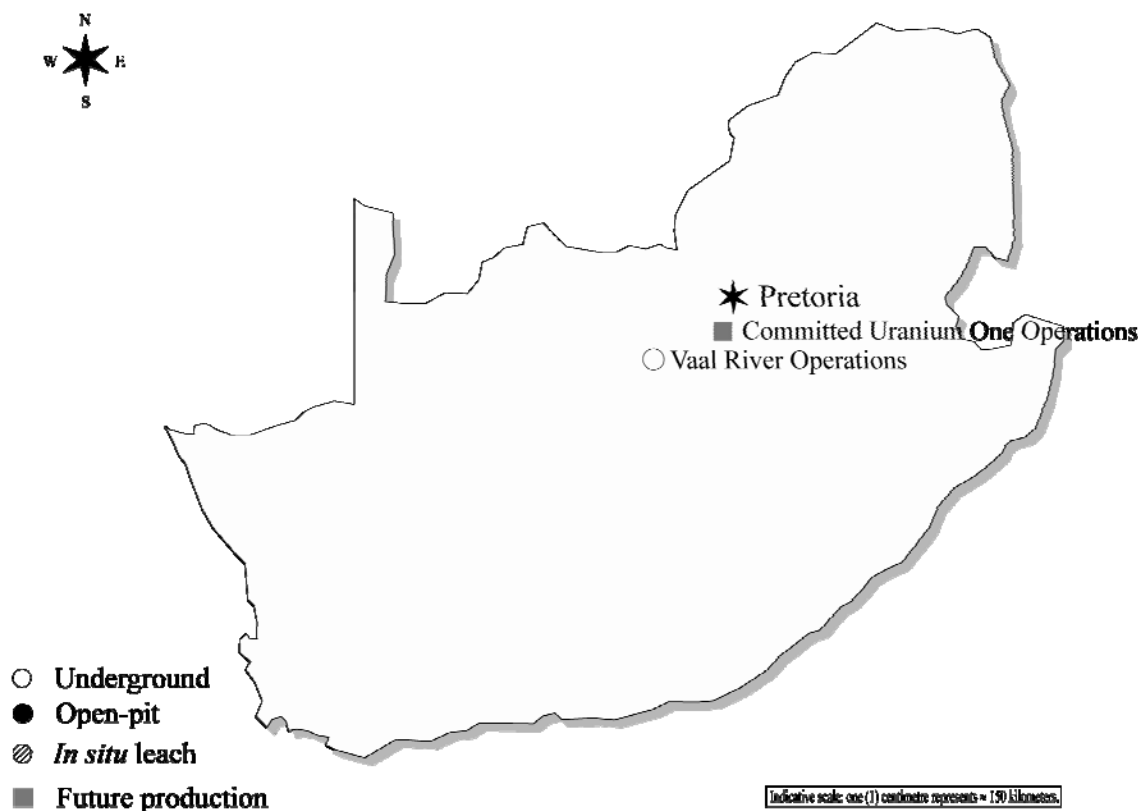 N
W E
S
Pretoria
Committed Uranium One Operations
Vaal River Operations
Underground
Open-pit
In situ leach
Future production
Indicative scale: one (1) centimetre represents ≈ 150 kilometers.